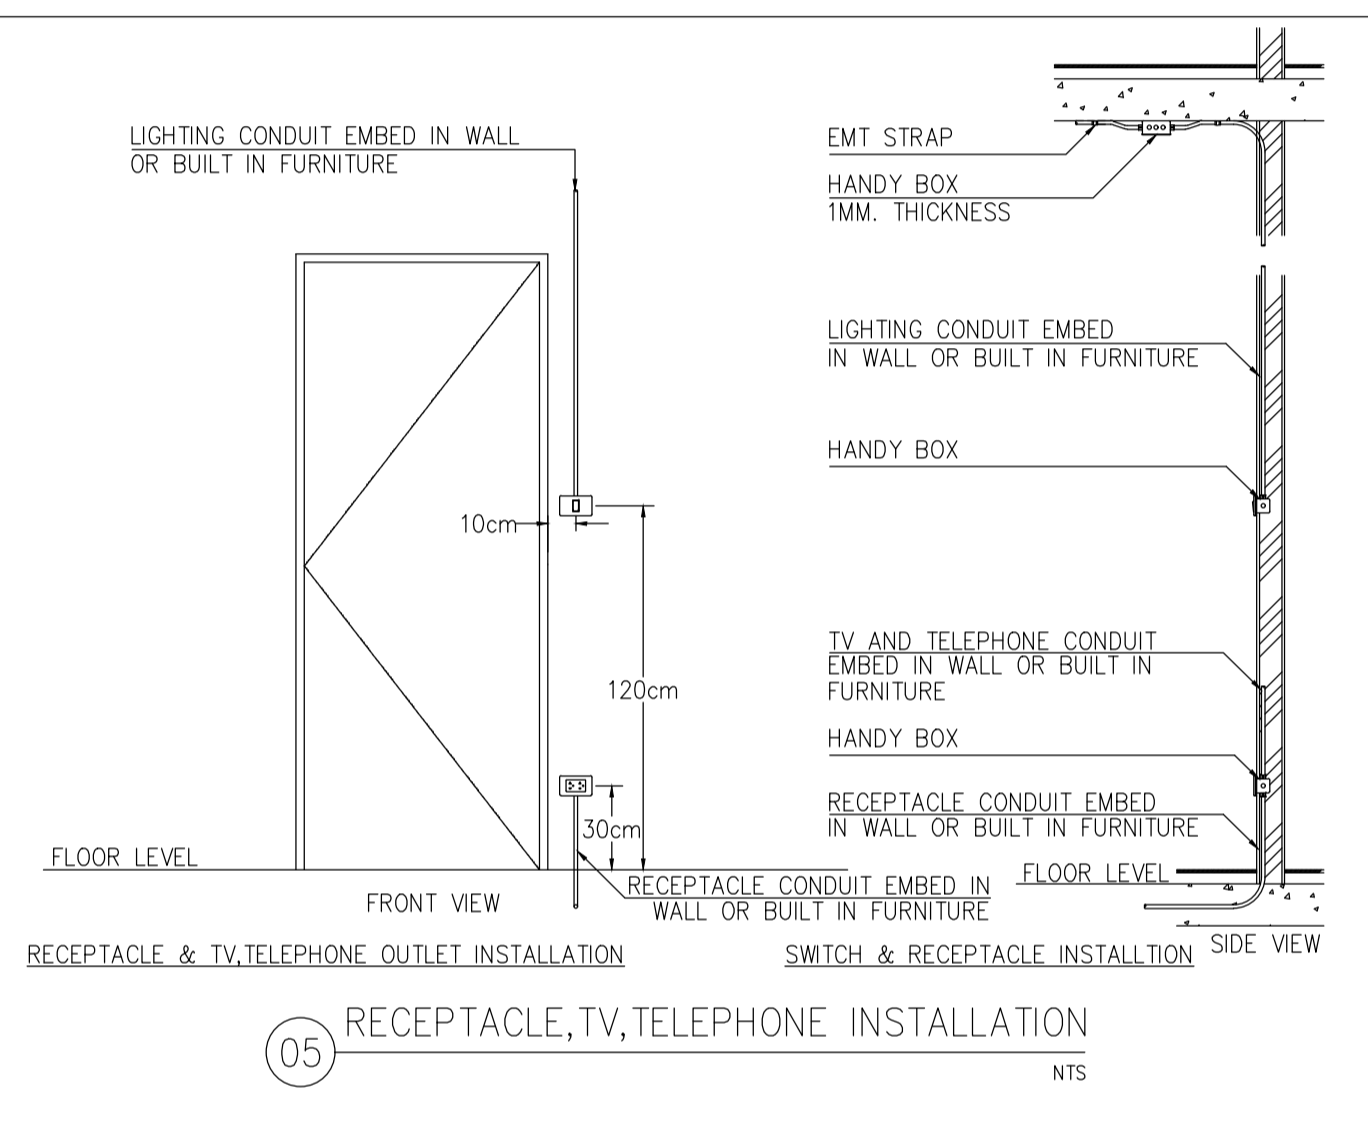 LIGHTING CONDUIT EMBED IN WALL
OR BUILT IN FURNITURE
10cm
120cm
30cm
FLOOR LEVEL
RECEPTACLE CONDUIT EMBED IN
WALL OR BUILT IN FURNITURE
FRONT VIEW
RECEPTACLE & TV,TELEPHONE OUTLET INSTALLATION
EMT STRAP
HANDY BOX
1MM. THICKNESS
LIGHTING CONDUIT EMBED
IN WALL OR BUILT IN FURNITURE
HANDY BOX
TV AND TELEPHONE CONDUIT
EMBED IN WALL OR BUILT IN
FURNITURE
HANDY BOX
RECEPTACLE CONDUIT EMBED
IN WALL OR BUILT IN FURNITURE
FLOOR LEVEL
SIDE VIEW
SWITCH & RECEPTACLE INSTALLTION
05
RECEPTACLE,TV,TELEPHONE INSTALLATION
NTS